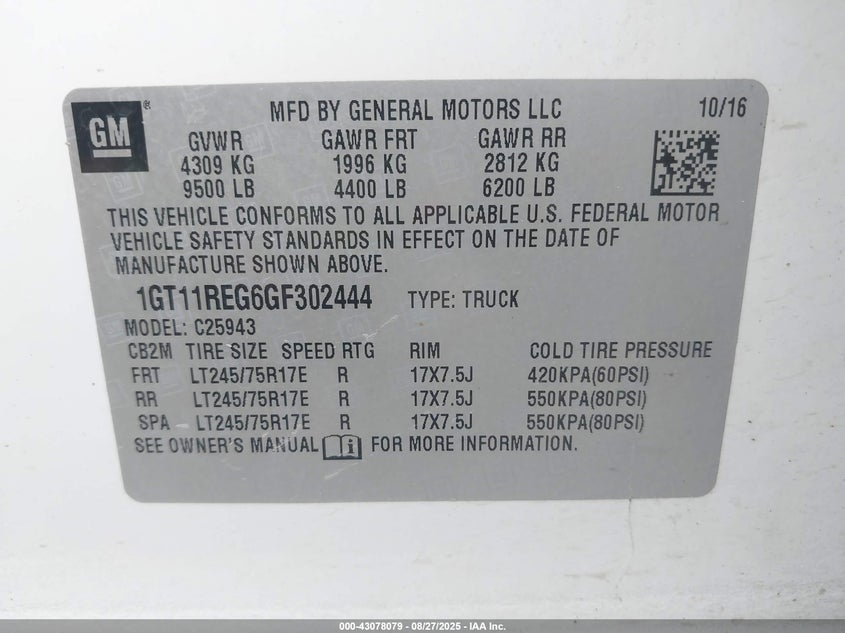 GM
MFD BY GENERAL MOTORS LLC 10/16
GVWR GAWR FRT GAWR RR
4309 KG 1996 KG 2812 KG
9500 LB 4400 LB 6200 LB
THIS VEHICLE CONFORMS TO ALL APPLICABLE U.S. FEDERAL MOTOR
VEHICLE SAFETY STANDARDS IN EFFECT ON THE DATE OF
MANUFACTURE SHOWN ABOVE.
1GT11REG6GF302444 TYPE: TRUCK
MODEL: C25943
CB2M TIRE SIZE SPEED RTG RIM COLD TIRE PRESSURE
FRT LT245/75R17E R 17X7.5J 420KPA(60PSI)
RR LT245/75R17E R 17X7.5J 550KPA(80PSI)
SPA LT245/75R17E R 17X7.5J 550KPA(80PSI)
SEE OWNER'S MANUAL FOR MORE INFORMATION.
000-43078079 - 08/27/2025 - IAA Inc.